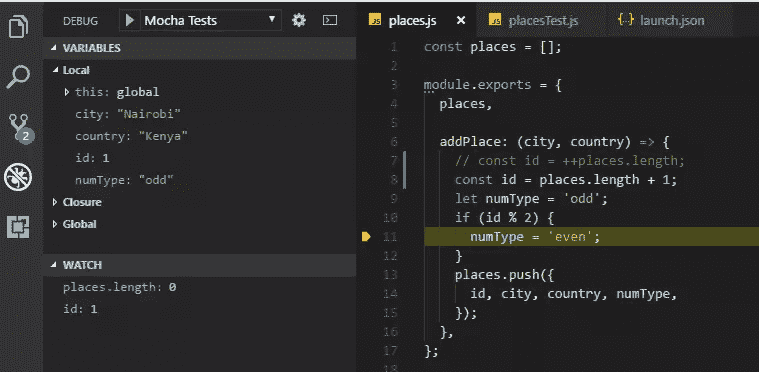 DEBUG
Mocha Tests
VARIABLES
Local
this: global
city: "Nairobi"
country: "Kenya"
id: 1
numType: "odd"
Closure
Global
WATCH
places.length: 0
id: 1
2
places.js
placesTest.js
{..} launch.json
1 const places = [];
2
3 module.exports = {
4 places,
5
6 addPlace: (city, country) => {
7 // const id = ++places.length;
8 const id = places.length + 1;
9 let numType = 'odd';
10 if (id % 2) {
11 numType = 'even';
12 }
13 places.push({
14 id, city, country, numType,
15 });
16 },
17 };
18